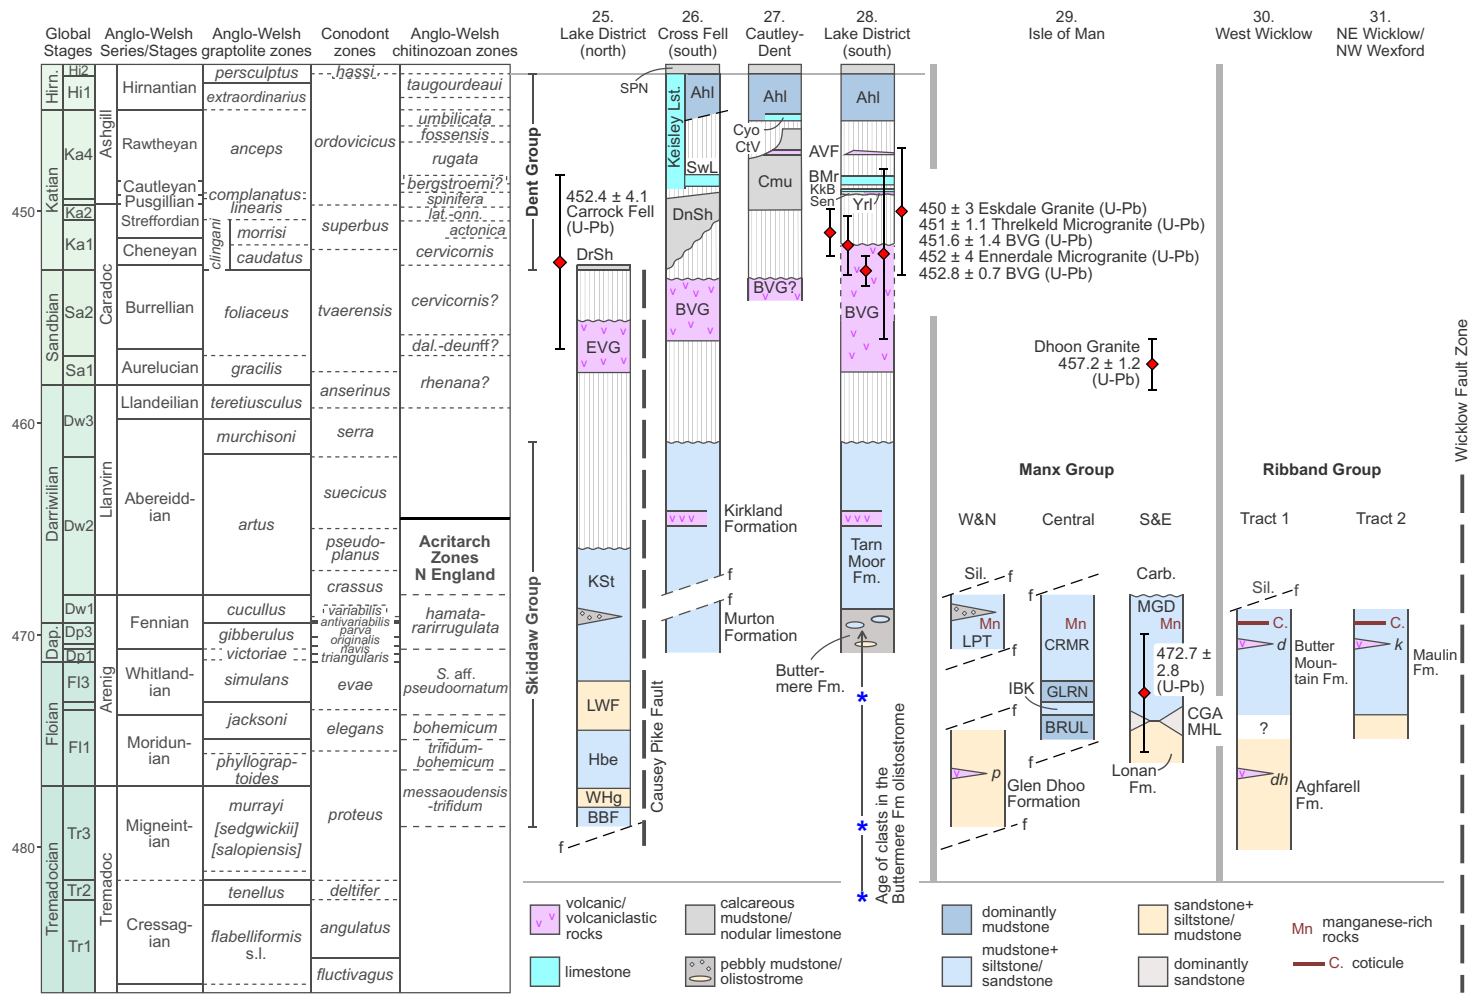 Global Stages
Anglo-Welsh Series/Stages
Anglo-Welsh graptolite zones
Conodont zones
Anglo-Welsh chitinozoan zones
25. Lake District (north)
26. Cross Fell (south)
27. Cautley-Dent
28. Lake District (south)
29. Isle of Man
30. West Wicklow
31. NE Wicklow/ NW Wexford
450
460
470
480
Hirn.
Katian
Sandbian
Darriwilian
Dap.
Floian
Tremadocian
Hi2
Hi1
Ka4
Ka2
Ka1
Sa2
Sa1
Dw3
Dw2
Dw1
Dp3
Dp1
Fl3
Fl1
Tr3
Tr2
Tr1
Ashgill
Caradoc
Llanvirn
Arenig
Tremadoc
Hirnantian
Rawtheyan
Cautleyan
Pusgillian
Streffordian
Cheneyan
Burrellian
Aurelucian
Llandeilian
Abereidd-
ian
Fennian
Whitland-
ian
Moridun-
ian
Migneint-
ian
Cressag-
ian
persculptus
extraordinarius
anceps
complanatus
linearis
clingani
morrisi
caudatus
foliaceus
gracilis
teretiusculus
murchisoni
artus
cucullus
gibberulus
victoriae
simulans
jacksoni
phyllograp-
toides
murrayi
[sedgwickii]
[salopiensis]
tenellus
flabelliformis
s.l.
hassi
ordovicicus
superbus
tvaerensis
anserinus
serra
suecicus
pseudo-
planus
crassus
variabilis
antivariabilis
parva
originalis
navis
triangularis
evae
elegans
proteus
deltifer
angulatus
fluctivagus
taugourdeaui
umbilicata
fossensis
rugata
bergstroemi?
spinifera
lat.-onn.
actonica
cervicornis
cervicornis?
dal.-deunff?
rhenana?
Acritarch
Zones
N England
hamata-
rarirrugulata
S. aff.
pseudoornatum
bohemicum
trifidum-
bohemicum
messaoudensis
-trifidum
Dent Group
Skiddaw Group
452.4 ± 4.1
Carrock Fell
(U-Pb)
DrSh
EVG
KSt
LWF
Hbe
WHg
BBF
f
Causey Pike Fault
SPN
Keisley Lst.
Ahl
SwL
DnSh
BVG
Kirkland
Formation
f
f
Murton
Formation
Ahl
Cyo
CtV
Cmu
BVG?
Ahl
AVF
BMr
KkB
Sen
Yrl
BVG
Tarn
Moor
Fm.
Butter-
mere Fm.
*
*
*
Age of clasts in the
Buttermere Fm olistostrome
450 ± 3 Eskdale Granite (U-Pb)
451 ± 1.1 Threlkeld Microgranite (U-Pb)
451.6 ± 1.4 BVG (U-Pb)
452 ± 4 Ennerdale Microgranite (U-Pb)
452.8 ± 0.7 BVG (U-Pb)
Dhoon Granite
457.2 ± 1.2
(U-Pb)
Manx Group
W&N
Central
S&E
Sil.
f
Mn
LPT
f
f
p
Glen Dhoo
Formation
f
f
Mn
CRMR
IBK
GLRN
BRUL
f
Carb.
MGD
Mn
472.7 ±
2.8
(U-Pb)
CGA
MHL
Lonan
Fm.
Ribband Group
Tract 1
Tract 2
Sil.
f
C.
d
Butter
Moun-
tain Fm.
?
dh
Aghfarell
Fm.
C.
k
Maulin
Fm.
Wicklow Fault Zone
volcanic/
volcaniclastic
rocks
limestone
calcareous
mudstone/
nodular limestone
pebbly mudstone/
olistostrome
dominantly
mudstone
mudstone+
siltstone/
sandstone
sandstone+
siltstone/
mudstone
dominantly
sandstone
Mn manganese-rich
rocks
C. coticule